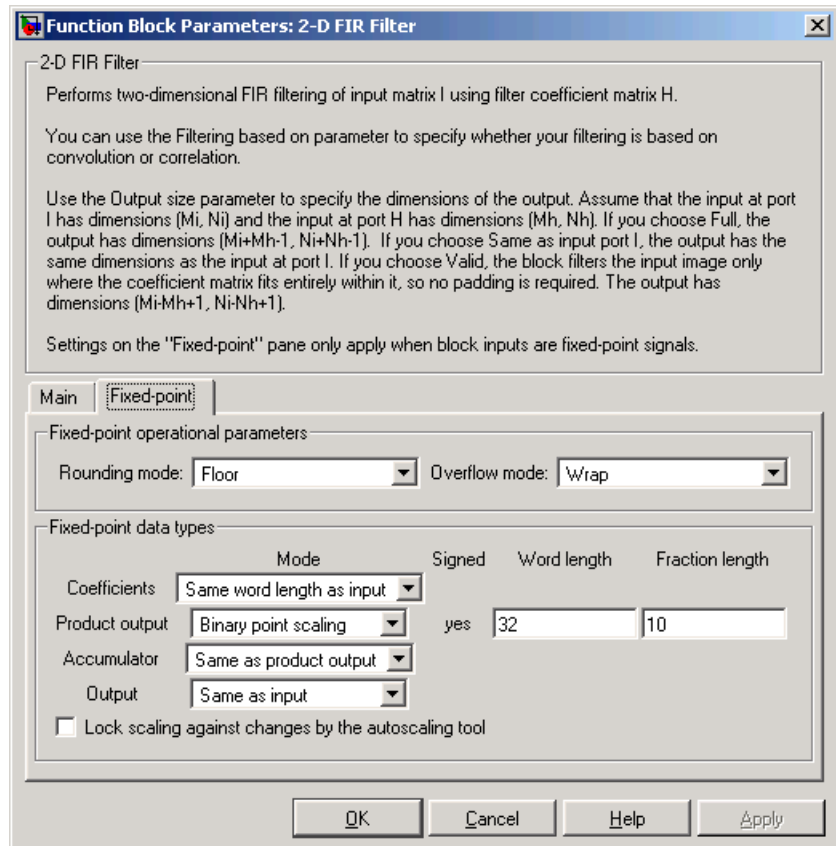 Function Block Parameters: 2-D FIR Filter
2-D FIR Filter
Performs two-dimensional FIR filtering of input matrix I using filter coefficient matrix H.
You can use the Filtering based on parameter to specify whether your filtering is based on
convolution or correlation.
Use the Output size parameter to specify the dimensions of the output. Assume that the input at port
I has dimensions (Mi, Ni) and the input at port H has dimensions (Mh, Nh). If you choose Full, the
output has dimensions (Mi+Mh-1, Ni+Nh-1). If you choose Same as input port I, the output has the
same dimensions as the input at port I. If you choose Valid, the block filters the input image only
where the coefficient matrix fits entirely within it, so no padding is required. The output has
dimensions (Mi-Mh+1, Ni-Nh+1).
Settings on the "Fixed-point" pane only apply when block inputs are fixed-point signals.
Main Fixed-point
Fixed-point operational parameters
Rounding mode: Floor Overflow mode: Wrap
Fixed-point data types
Mode Signed Word length Fraction length
Coefficients Same word length as input
Product output Binary point scaling yes 32 10
Accumulator Same as product output
Output Same as input
Lock scaling against changes by the autoscaling tool
OK Cancel Help Apply